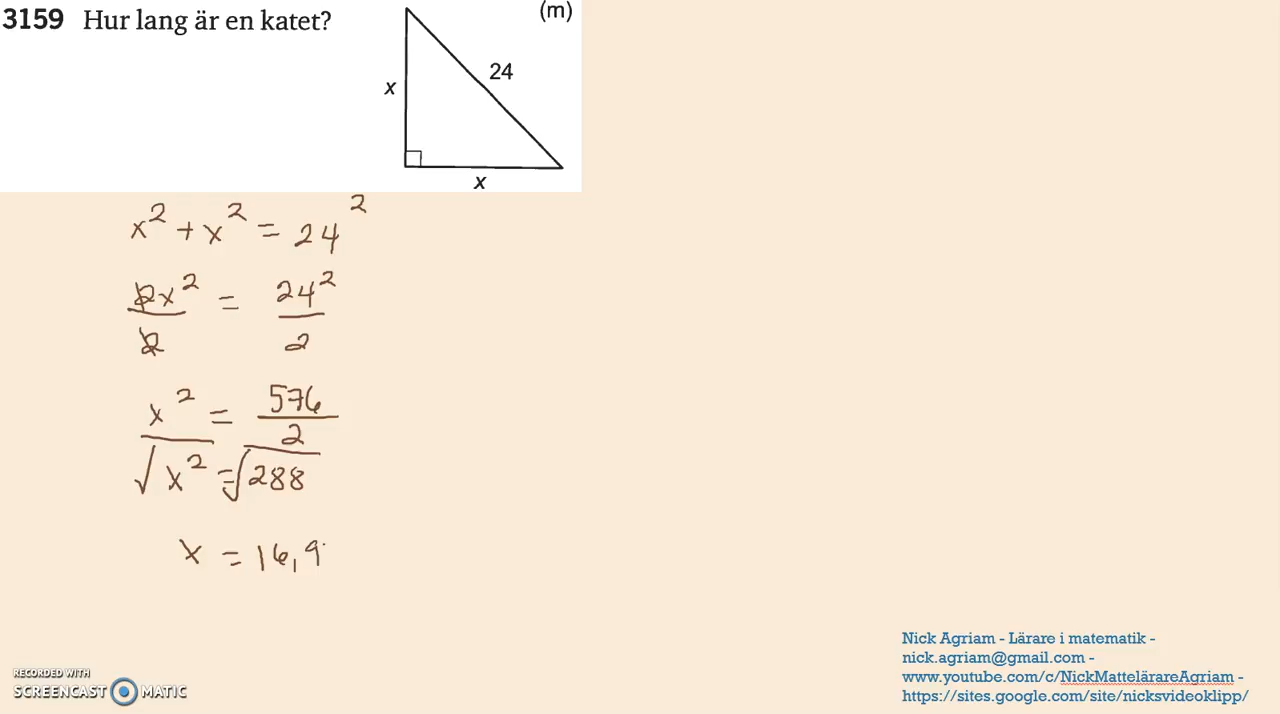 3159 Hur lang är en katet?
(m)
24
x
x
x² + x² = 24²
2x² / 2 = 24² / 2
x² = 576 / 2
√x² = √288
x = 16,9
Nick Agriam - Lärare i matematik -
nick.agriam@gmail.com -
www.youtube.com/c/NickMattelärareAgriam -
https://sites.google.com/site/nicksvideoklipp/
RECORDED WITH
SCREENCAST MATIC